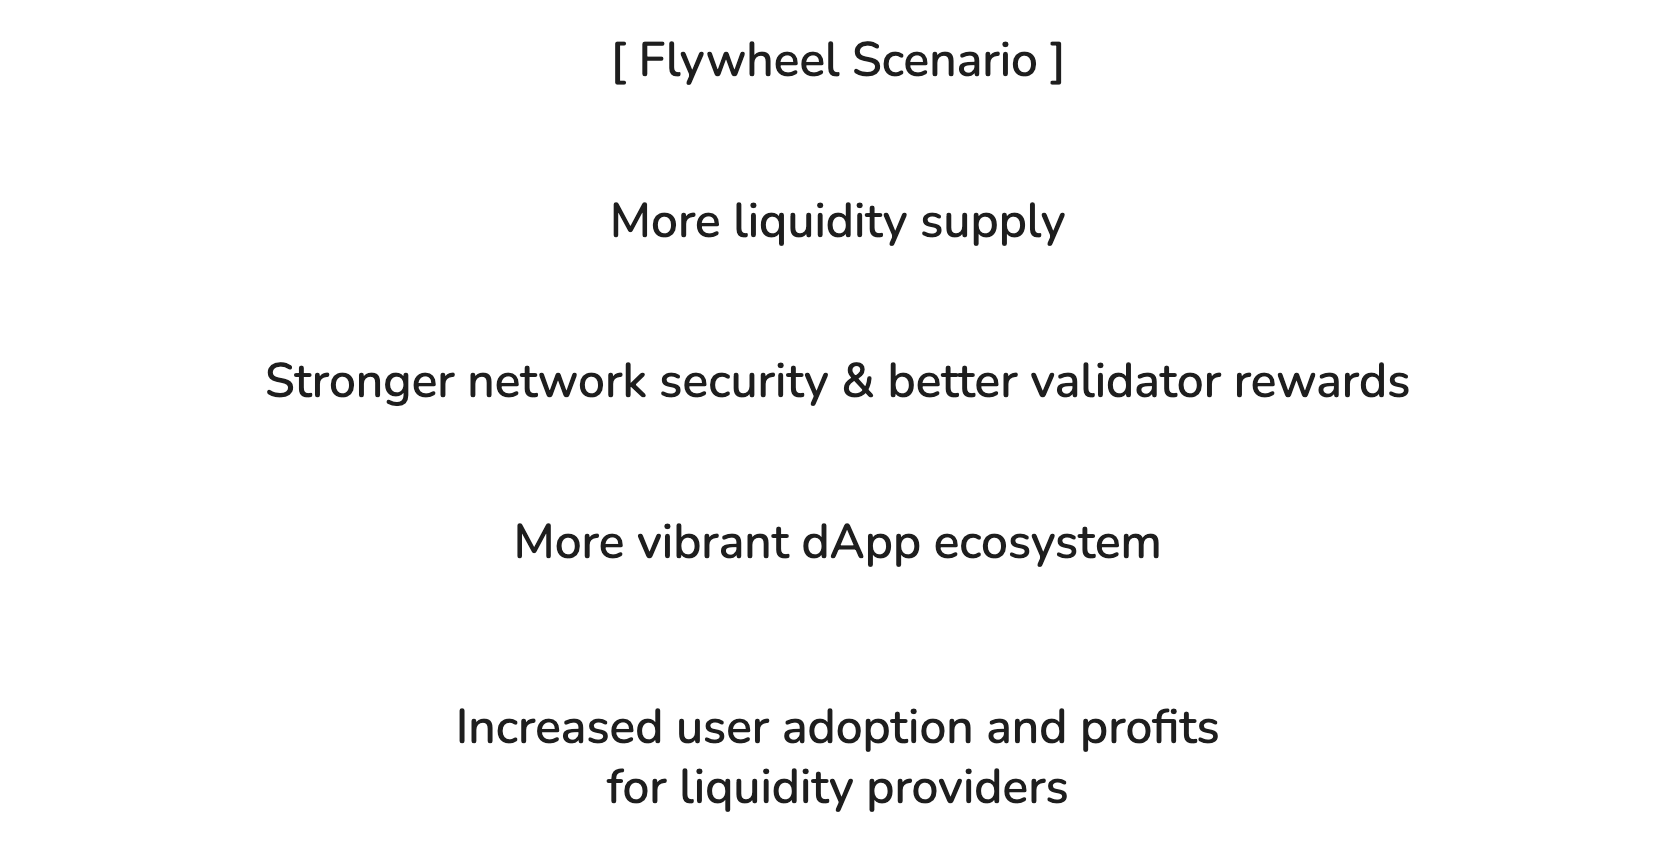 [ Flywheel Scenario ]
More liquidity supply
Stronger network security & better validator rewards
More vibrant dApp ecosystem
Increased user adoption and profits
for liquidity providers